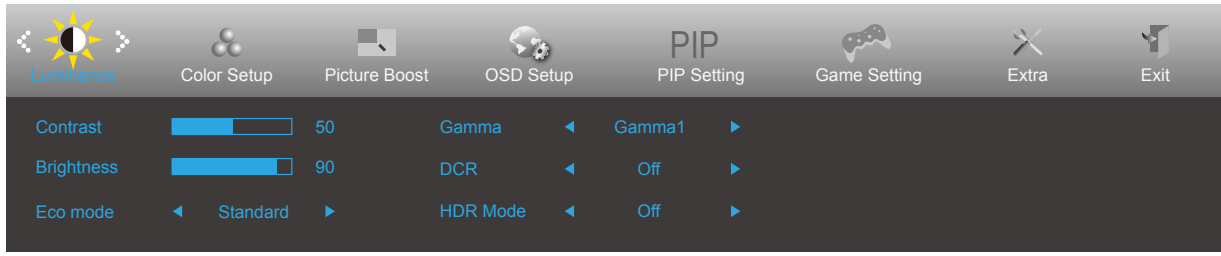 PIP
Luminance Color Setup Picture Boost OSD Setup PIP Setting Game Setting Extra Exit
Contrast 50 Gamma Gamma1
Brightness 90 DCR Off
Eco mode Standard HDR Mode Off